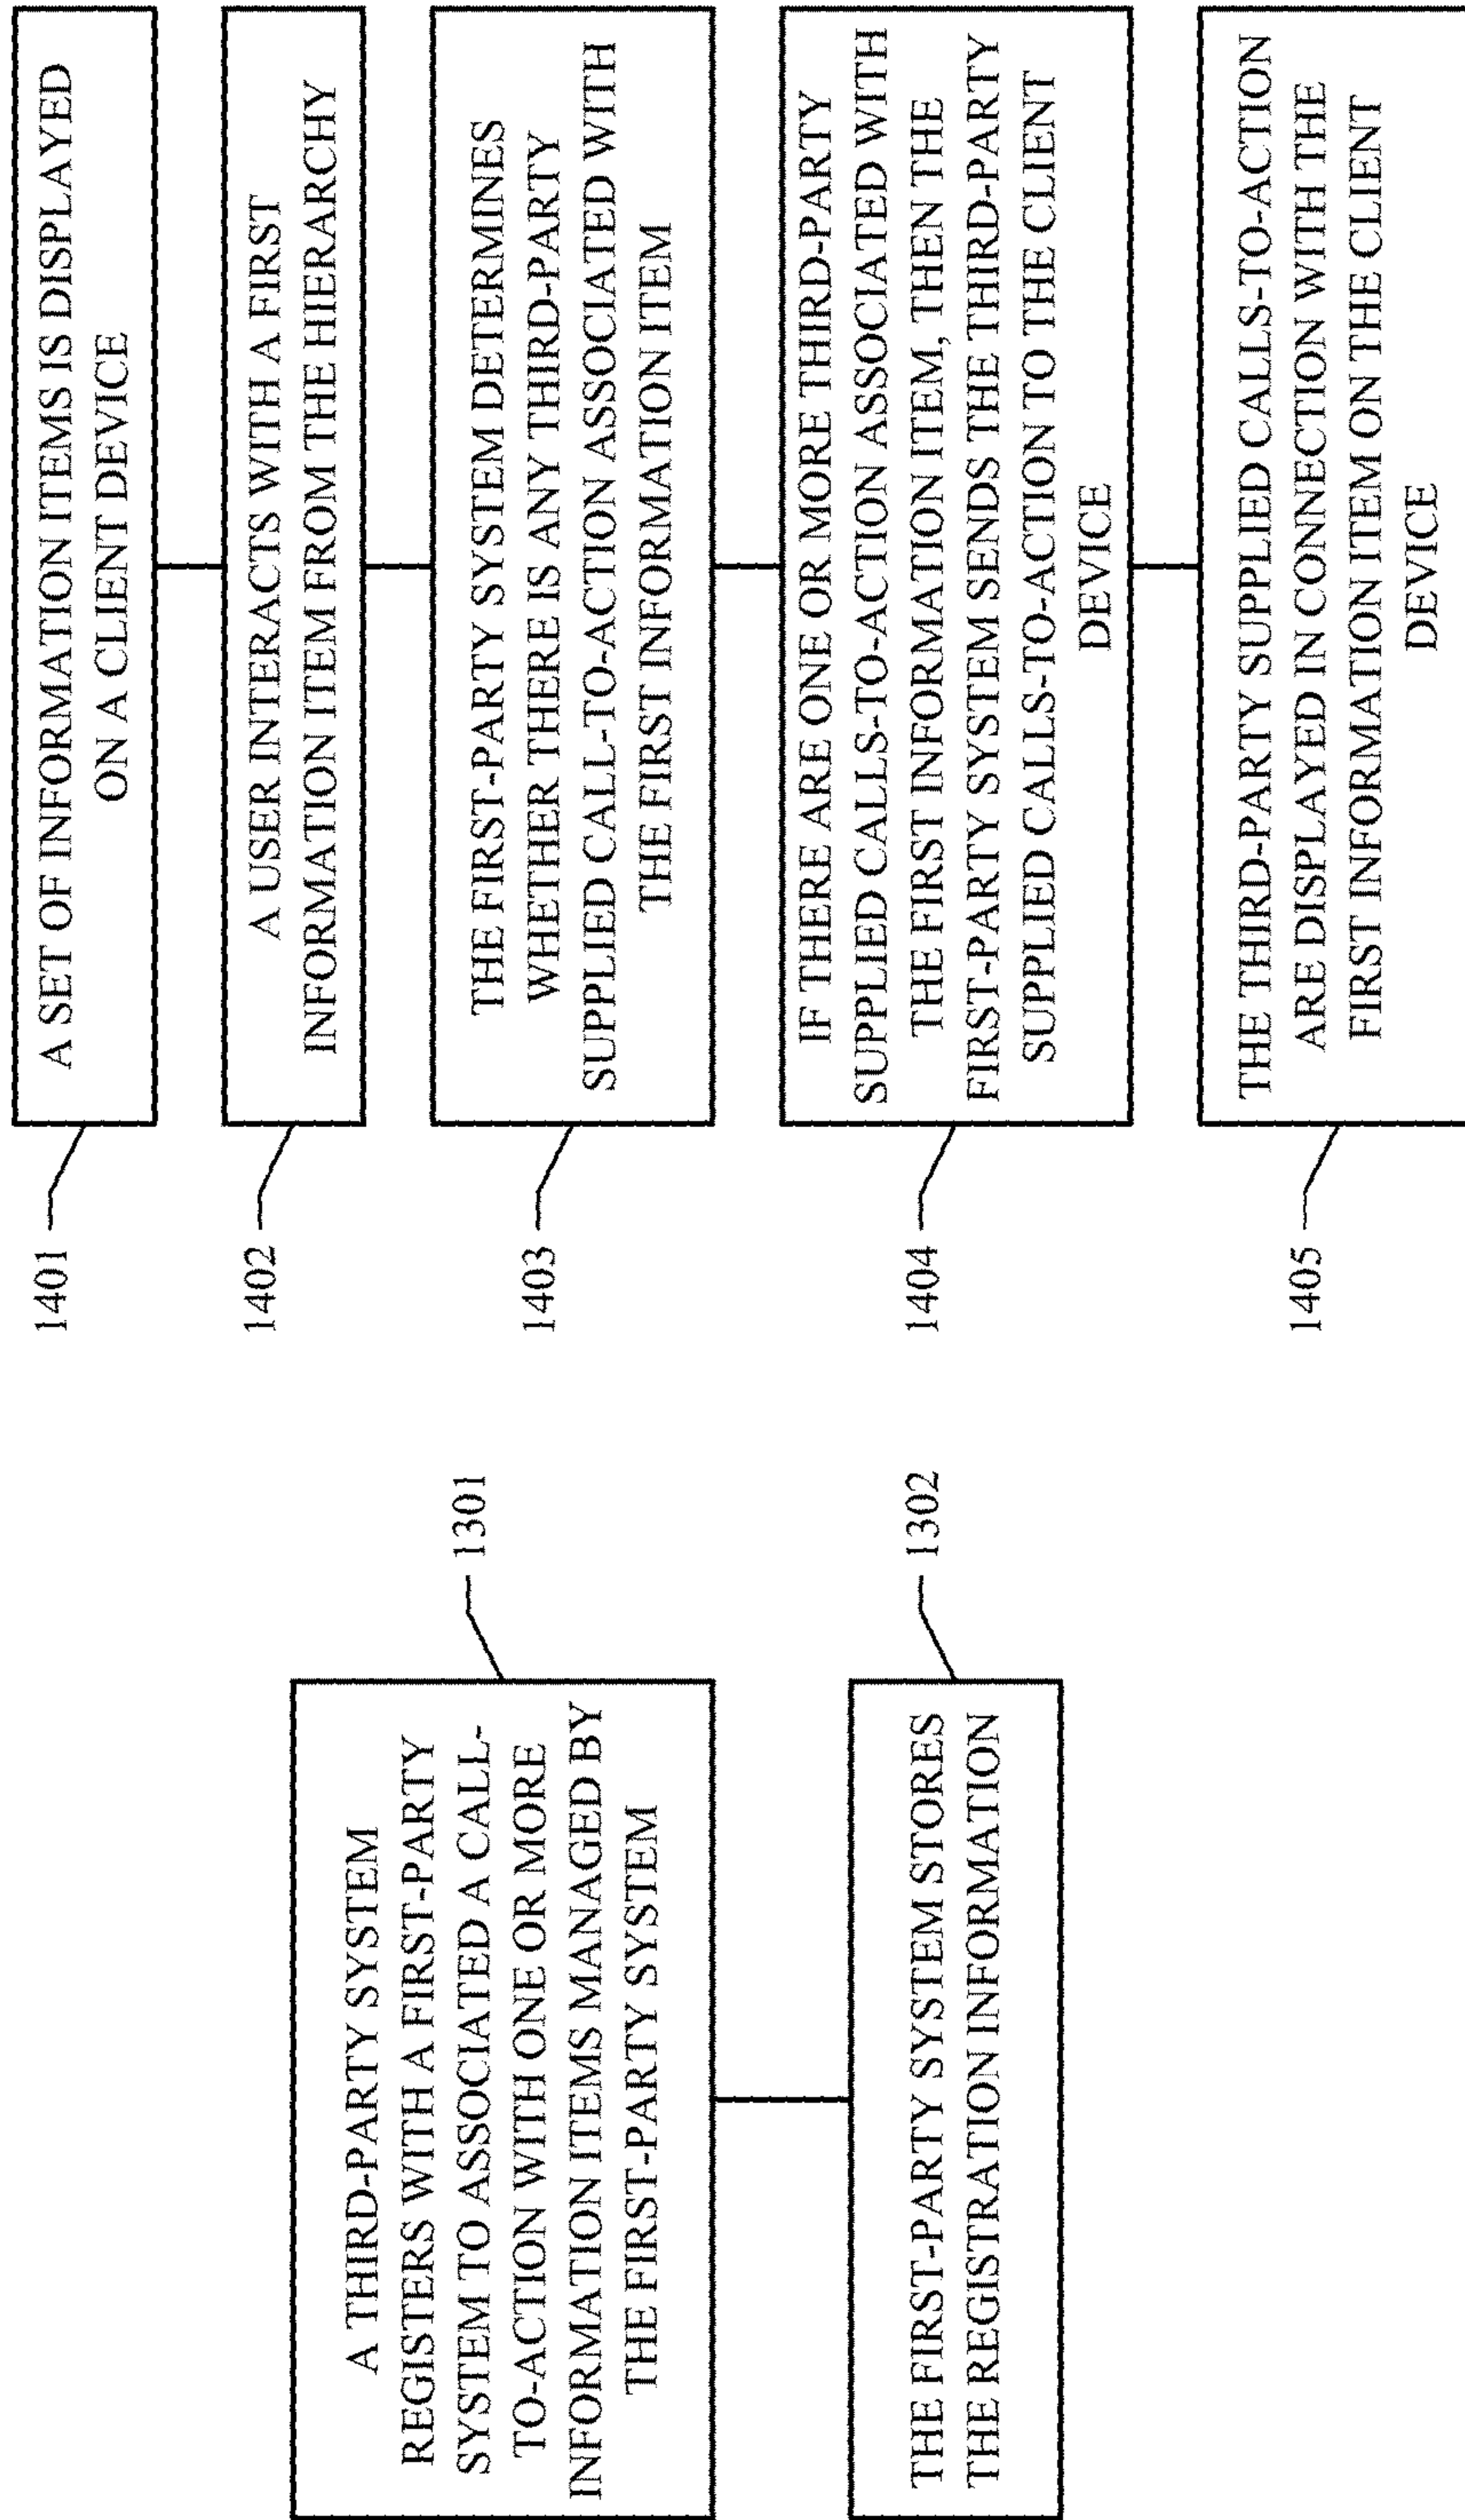 A THIRD-PARTY SYSTEM
REGISTERS WITH A FIRST-PARTY
SYSTEM TO ASSOCIATED A CALL-
TO-ACTION WITH ONE OR MORE
INFORMATION ITEMS MANAGED BY
THE FIRST-PARTY SYSTEM
1301
THE FIRST-PARTY SYSTEM STORES
THE REGISTRATION INFORMATION
1302
1401
A SET OF INFORMATION ITEMS IS DISPLAYED
ON A CLIENT DEVICE
1402
A USER INTERACTS WITH A FIRST
INFORMATION ITEM FROM THE HIERARCHY
1403
THE FIRST-PARTY SYSTEM DETERMINES
WHETHER THERE IS ANY THIRD-PARTY
SUPPLIED CALL-TO-ACTION ASSOCIATED WITH
THE FIRST INFORMATION ITEM
1404
IF THERE ARE ONE OR MORE THIRD-PARTY
SUPPLIED CALLS-TO-ACTION ASSOCIATED WITH
THE FIRST INFORMATION ITEM, THEN THE
FIRST-PARTY SYSTEM SENDS THE THIRD-PARTY
SUPPLIED CALLS-TO-ACTION TO THE CLIENT
DEVICE
1405
THE THIRD-PARTY SUPPLIED CALLS-TO-ACTION
ARE DISPLAYED IN CONNECTION WITH THE
FIRST INFORMATION ITEM ON THE CLIENT
DEVICE